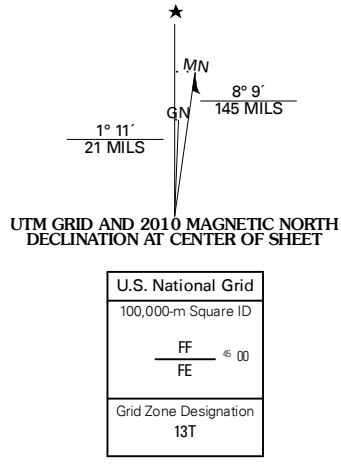 ★
MN
GN
8° 9´
145 MILS
1° 11´
21 MILS
UTM GRID AND 2010 MAGNETIC NORTH
DECLINATION AT CENTER OF SHEET
U.S. National Grid
100,000-m Square ID
FF
45 00
FE
Grid Zone Designation
13T